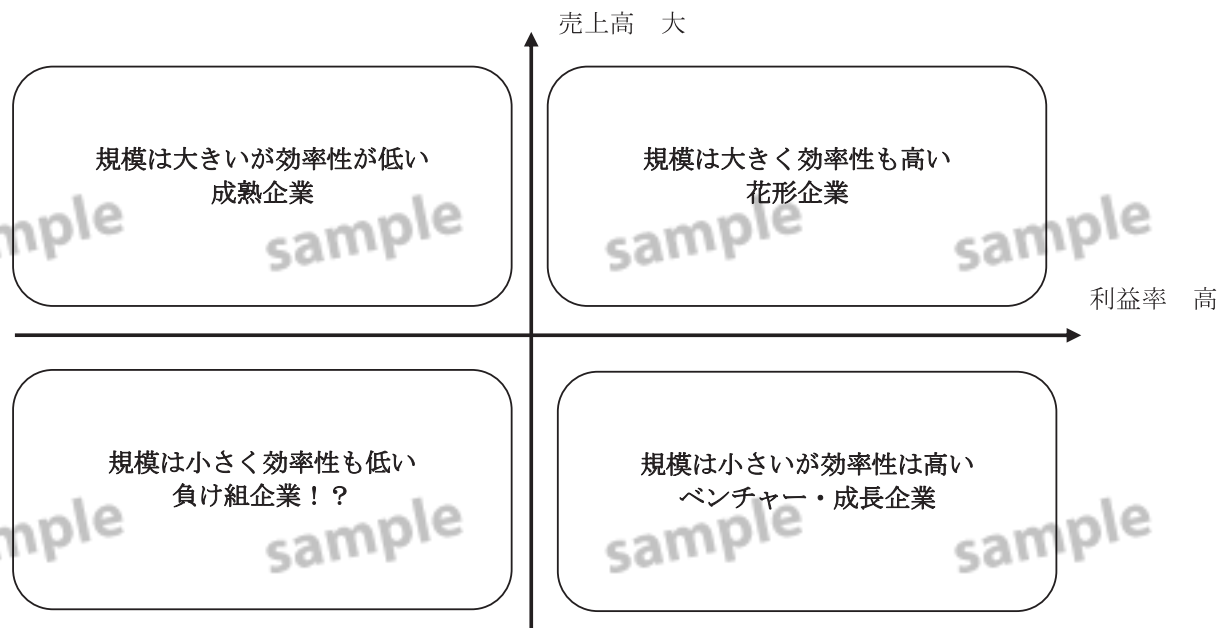 売上高　大
規模は大きいが効率性が低い
成熟企業
規模は大きく効率性も高い
花形企業
mple
sample
sample
sample
利益率　高
規模は小さく効率性も低い
負け組企業！？
規模は小さいが効率性は高い
ベンチャー・成長企業
mple
sample
sample
sample